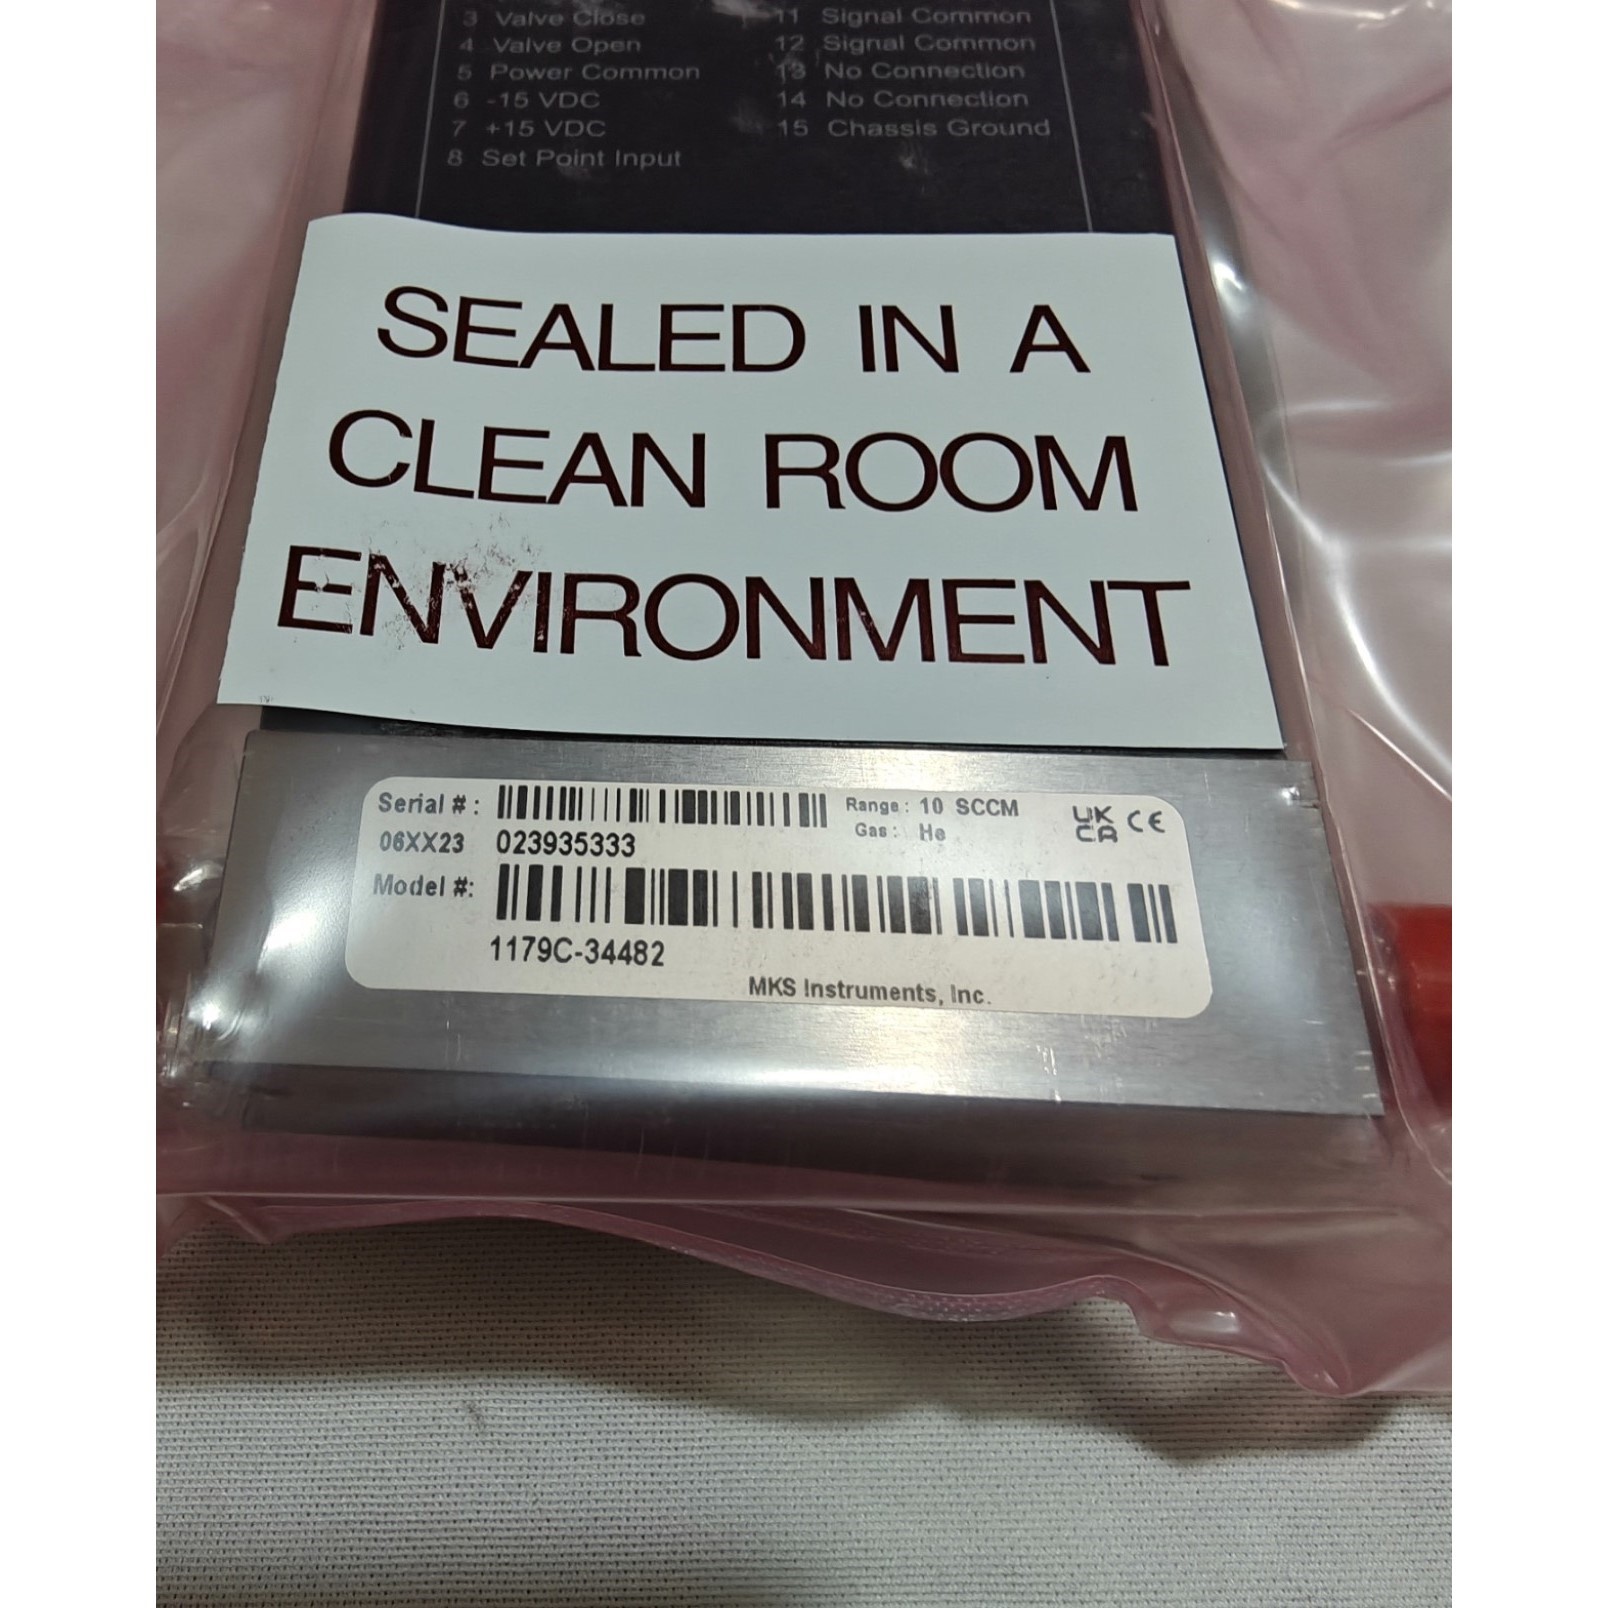 3 Valve Close
4 Valve Open
5 Power Common
6 -15 VDC
7 +15 VDC
8 Set Point Input
11 Signal Common
12 Signal Common
13 No Connection
14 No Connection
15 Chassis Ground
SEALED IN A
CLEAN ROOM
ENVIRONMENT
Serial #:
06XX23 023935333
Range: 10 SCCM
Gas: He
UK
CA
CE
Model #:
1179C-34482
MKS Instruments, Inc.